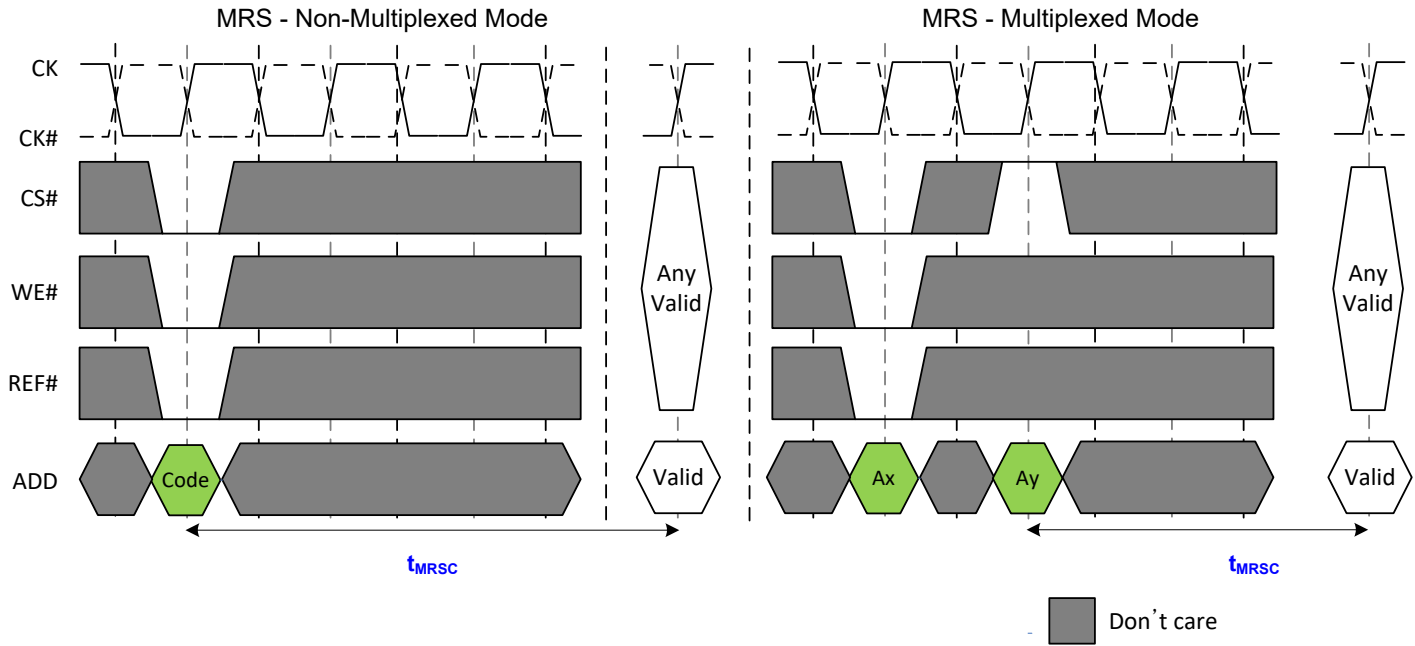 MRS - Non-Multiplexed Mode
MRS - Multiplexed Mode
CK
CK#
CS#
WE#
REF#
ADD
Any
Valid
Any
Valid
Code
Valid
Ax
Ay
Valid
tMRSC
tMRSC
Don't care